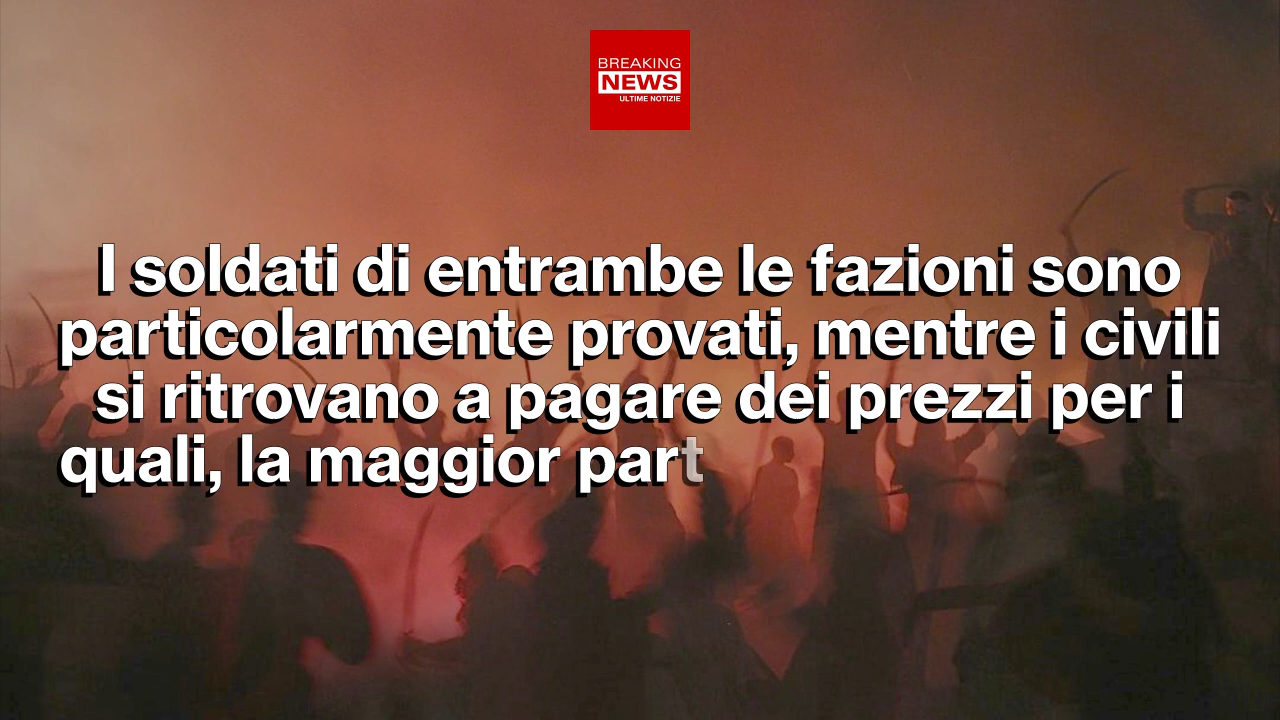 BREAKING
NEWS
ULTIME NOTIZIE
I soldati di entrambe le fazioni sono
particolarmente provati, mentre i civili
si ritrovano a pagare dei prezzi per i
quali, la maggior part